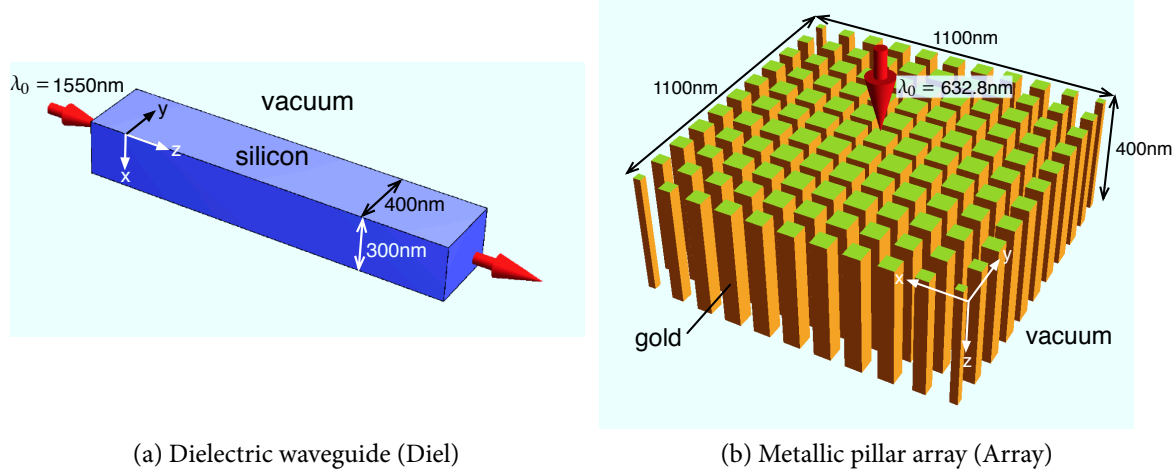 λ₀ = 1550nm
vacuum
y
silicon
z
x
400nm
300nm
(a) Dielectric waveguide (Diel)
1100nm
1100nm
λ₀ = 632.8nm
400nm
y
x
gold
vacuum
z
(b) Metallic pillar array (Array)